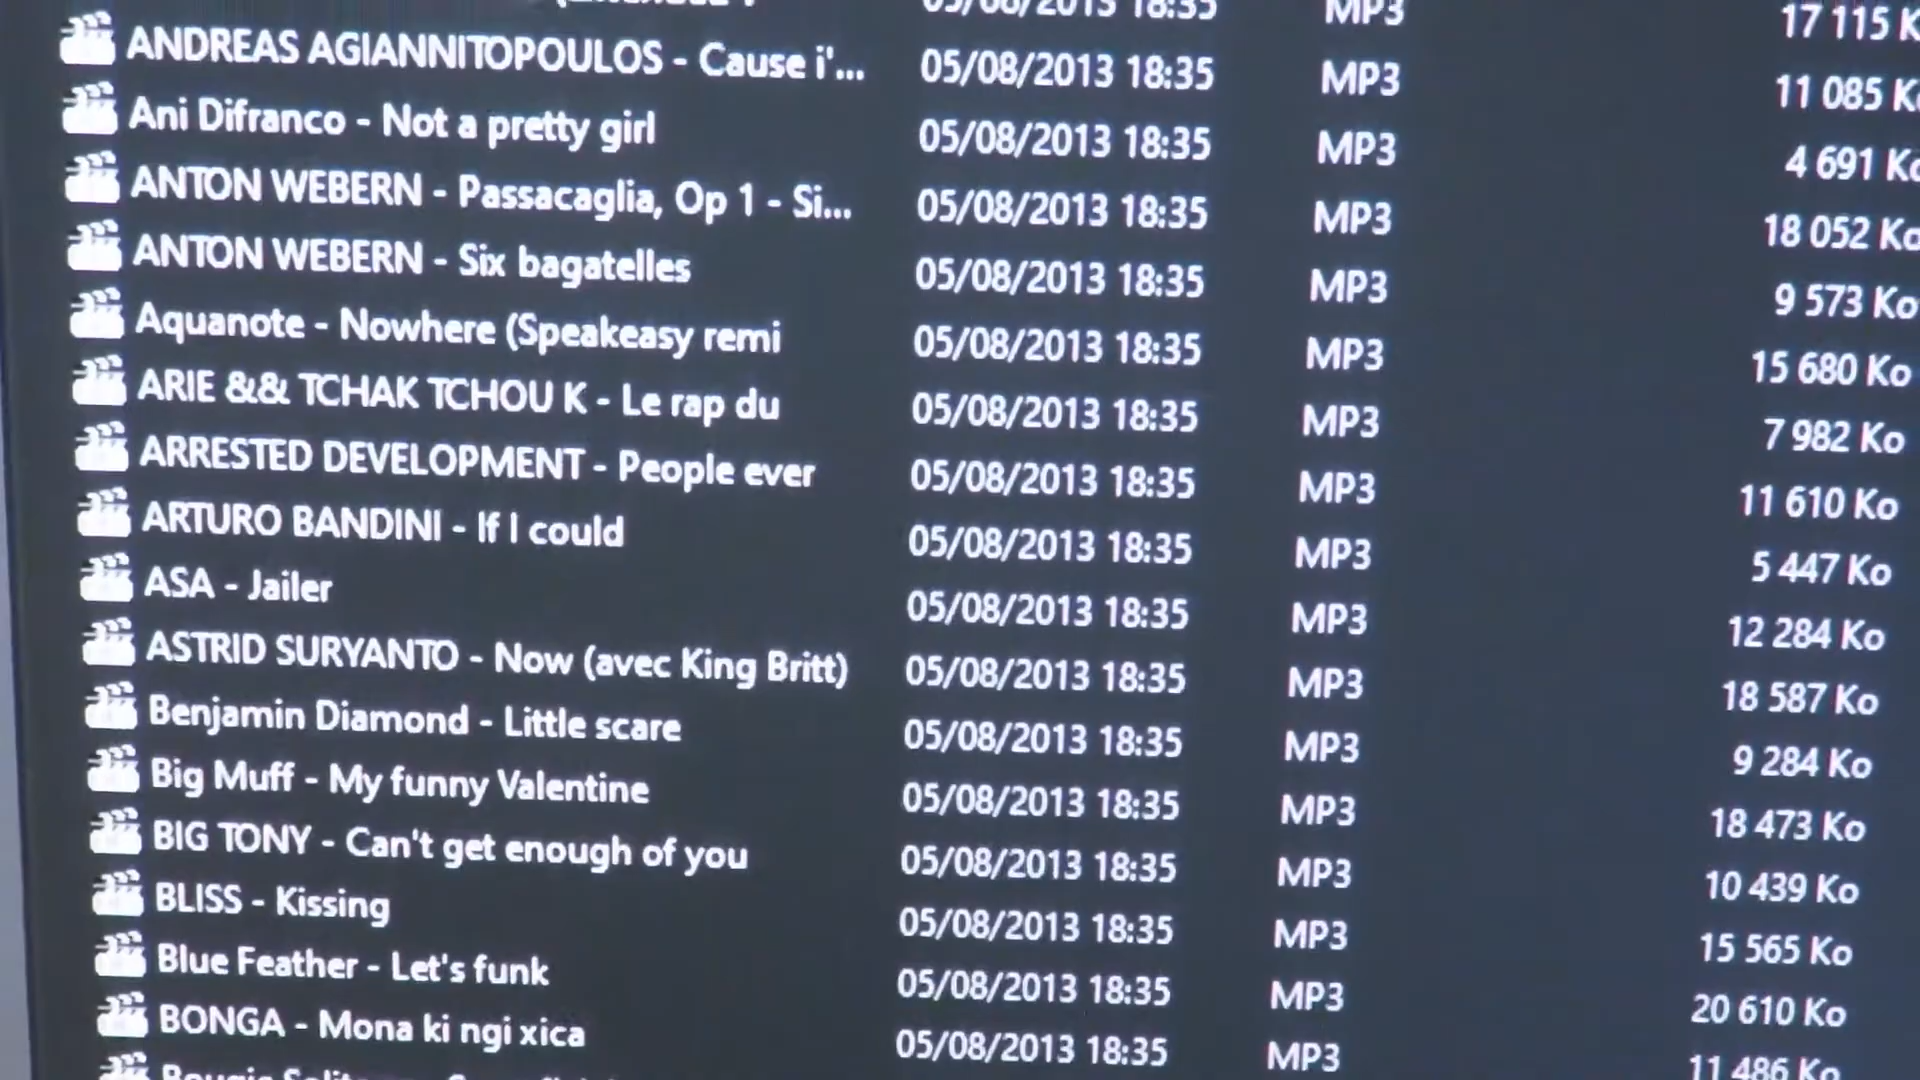 05/08/2013 18:35 MP3 17 115 K
ANDREAS AGIANNITOPOULOS - Cause i'... 05/08/2013 18:35 MP3 11 085 Ko
Ani Difranco - Not a pretty girl 05/08/2013 18:35 MP3 4 691 Ko
ANTON WEBERN - Passacaglia, Op 1 - Si... 05/08/2013 18:35 MP3 18 052 Ko
ANTON WEBERN - Six bagatelles 05/08/2013 18:35 MP3 9 573 Ko
Aquanote - Nowhere (Speakeasy remi 05/08/2013 18:35 MP3 15 680 Ko
ARIE && TCHAK TCHOU K - Le rap du 05/08/2013 18:35 MP3 7 982 Ko
ARRESTED DEVELOPMENT - People ever 05/08/2013 18:35 MP3 11 610 Ko
ARTURO BANDINI - If I could 05/08/2013 18:35 MP3 5 447 Ko
ASA - Jailer 05/08/2013 18:35 MP3 12 284 Ko
ASTRID SURYANTO - Now (avec King Britt) 05/08/2013 18:35 MP3 18 587 Ko
Benjamin Diamond - Little scare 05/08/2013 18:35 MP3 9 284 Ko
Big Muff - My funny Valentine 05/08/2013 18:35 MP3 18 473 Ko
BIG TONY - Can't get enough of you 05/08/2013 18:35 MP3 10 439 Ko
BLISS - Kissing 05/08/2013 18:35 MP3 15 565 Ko
Blue Feather - Let's funk 05/08/2013 18:35 MP3 20 610 Ko
BONGA - Mona ki ngi xica 05/08/2013 18:35 MP3 11 486 Ko